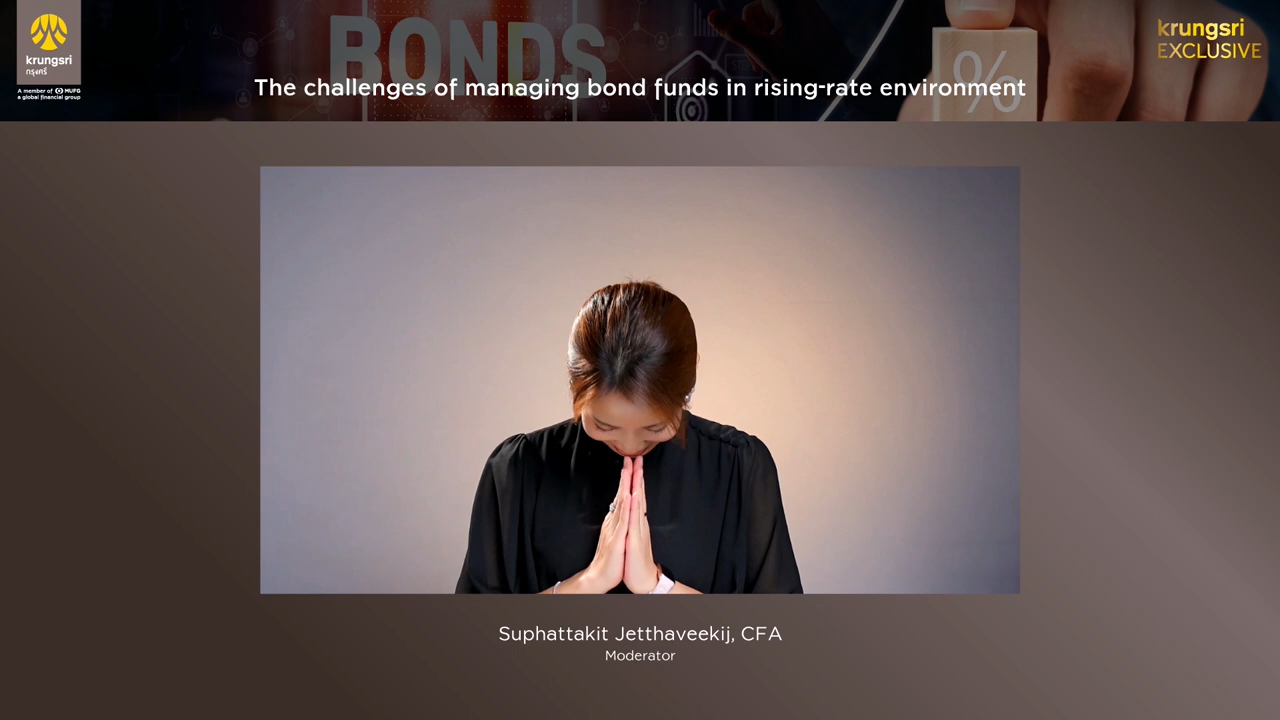 krungsri
กรุงศรี
A member of MUFG
a global financial group
BONDS
%
krungsri
EXCLUSIVE
The challenges of managing bond funds in rising-rate environment
Suphattakit Jetthaveekij, CFA
Moderator